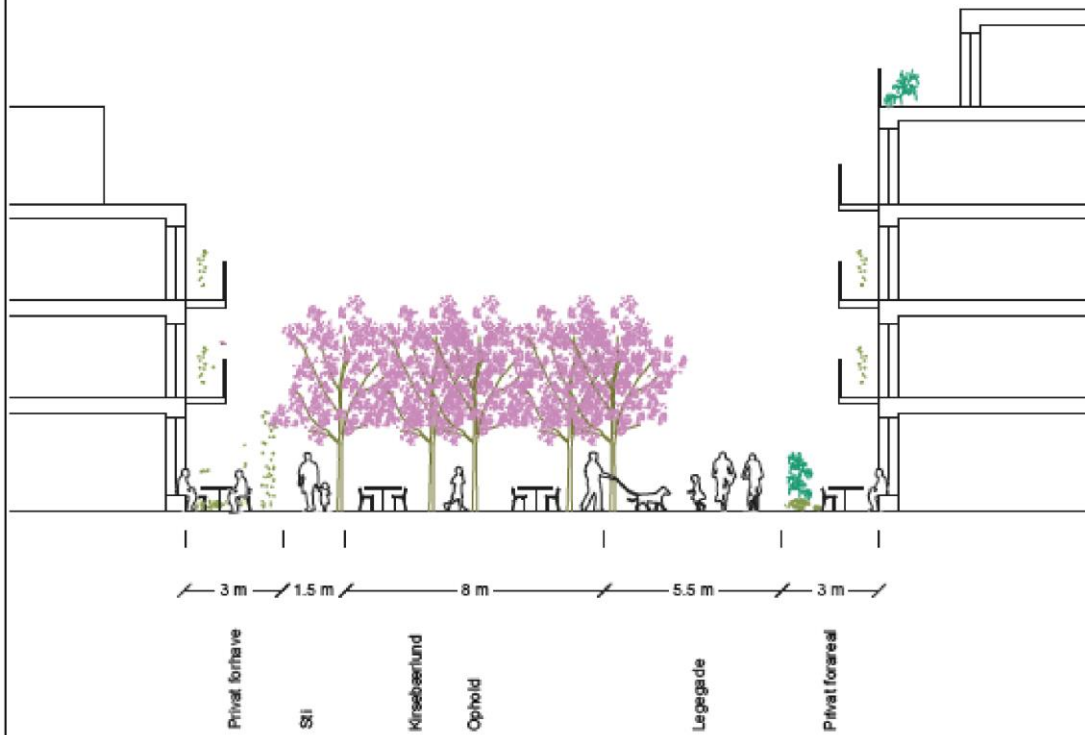 3 m
1.5 m
8 m
5.5 m
3 m
Privat forhave
Sti
Kirsebærlund
Ophold
Legegade
Privat forareal